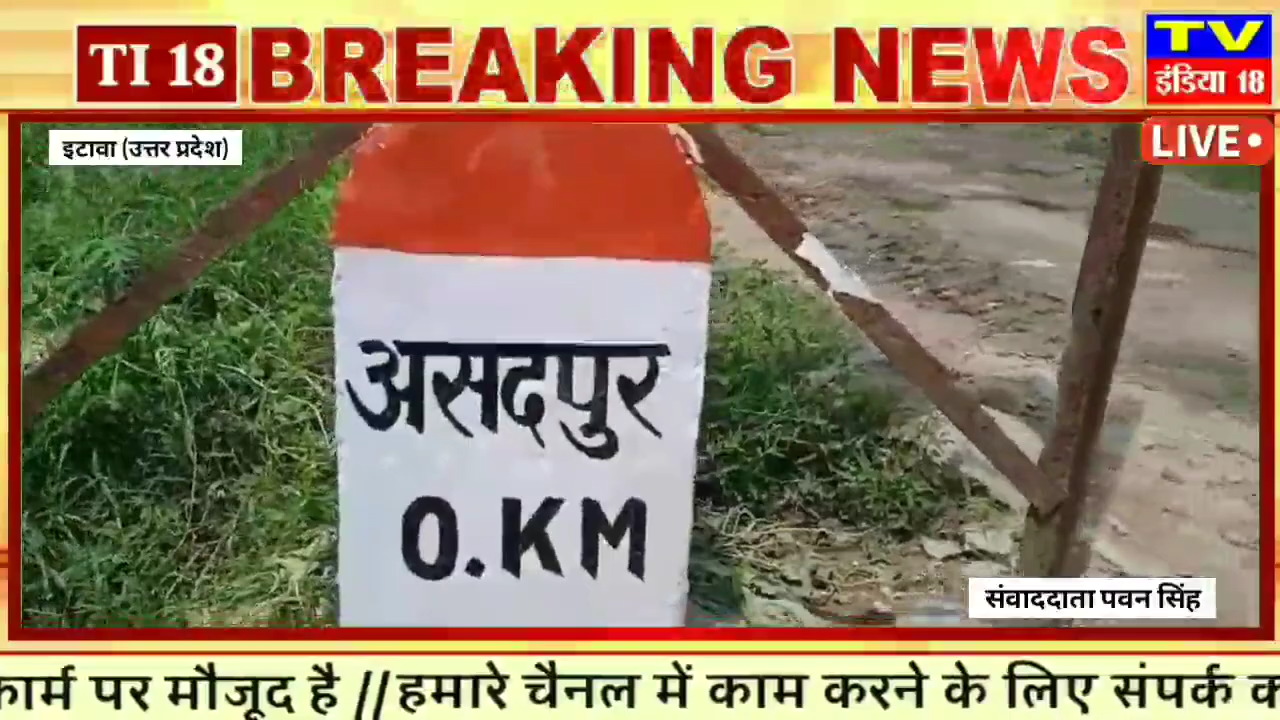 TI 18 BREAKING NEWS TV
इंडिया 18
LIVE
इटावा (उत्तर प्रदेश)
असदपुर
0.KM
संवाददाता पवन सिंह
पर मौजूद है // हमारे चैनल में काम करने के लिए संपर्क